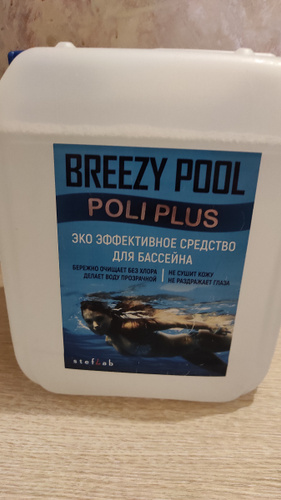 BREEZY POOL
POLI PLUS
ЭКО ЭФФЕКТИВНОЕ СРЕДСТВО
ДЛЯ БАССЕЙНА
БЕРЕЖНО ОЧИЩАЕТ БЕЗ ХЛОРА
ДЕЛАЕТ ВОДУ ПРОЗРАЧНОЙ
НЕ СУШИТ КОЖУ
НЕ РАЗДРАЖАЕТ ГЛАЗА
steflab